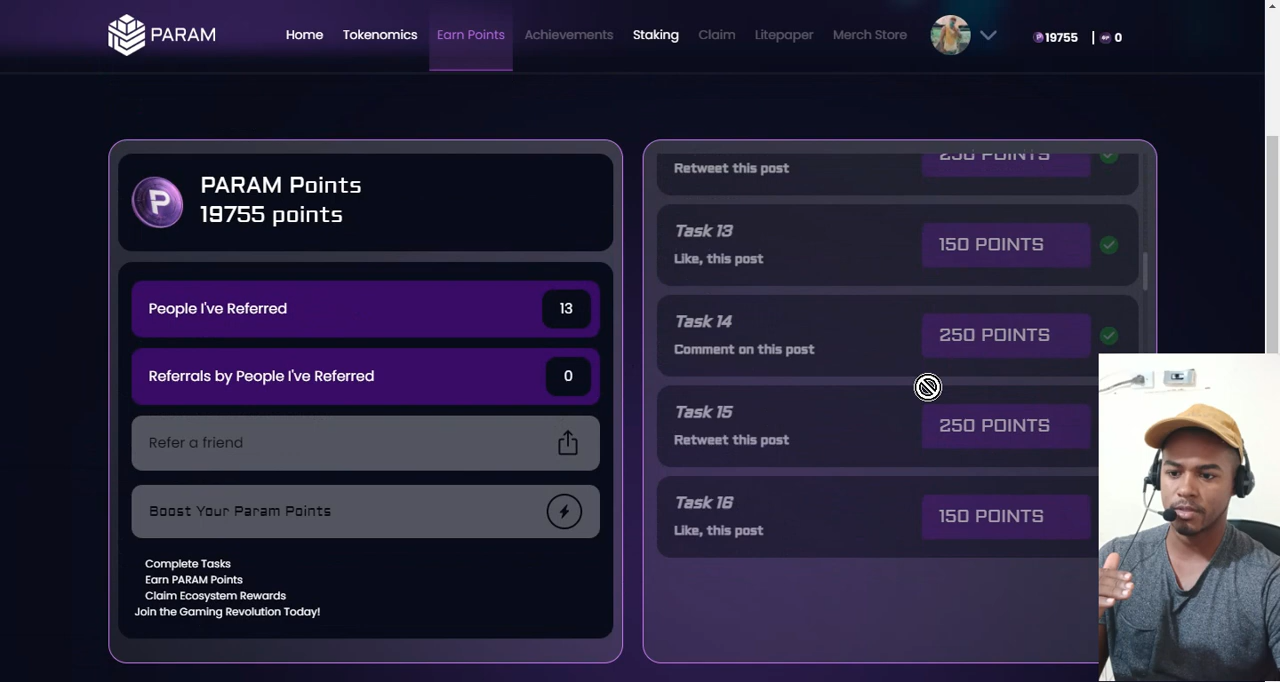 PARAM
Home
Tokenomics
Earn Points
Achievements
Staking
Claim
Litepaper
Merch Store
19755 | 0
PARAM Points
19755 points
People I've Referred
13
Referrals by People I've Referred
0
Refer a friend
Boost Your Param Points
Complete Tasks
Earn PARAM Points
Claim Ecosystem Rewards
Join the Gaming Revolution Today!
250 POINTS
Retweet this post
Task 13
Like, this post
150 POINTS
Task 14
Comment on this post
250 POINTS
Task 15
Retweet this post
250 POINTS
Task 16
Like, this post
150 POINTS